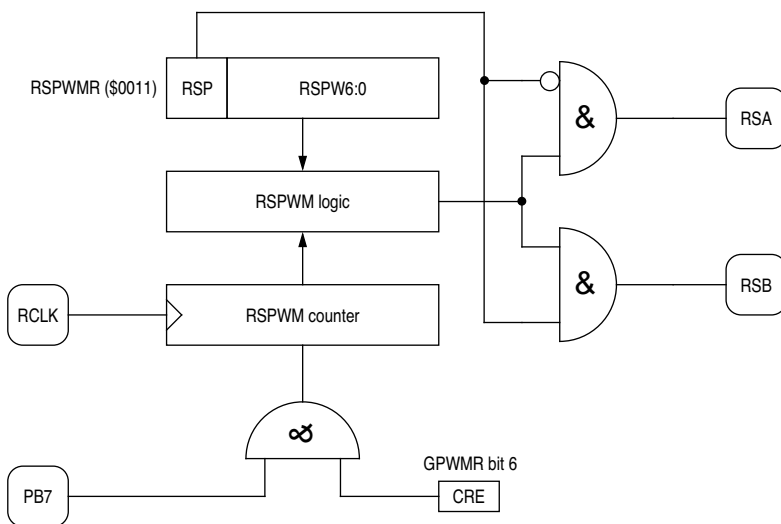 RSPWMR ($0011)
RSP
RSPW6:0
&
RSA
RSPWM logic
RCLK
RSPWM counter
&
RSB
&
GPWMR bit 6
PB7
CRE